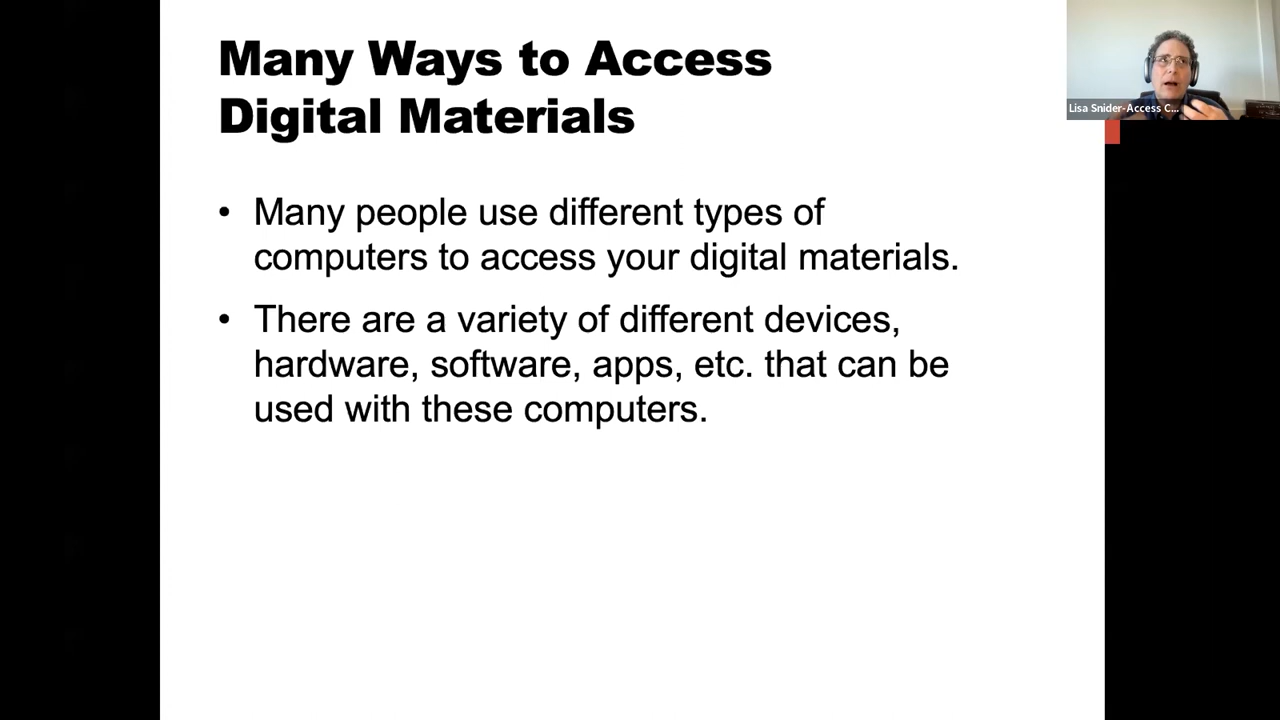 Many Ways to Access
Digital Materials
• Many people use different types of
computers to access your digital materials.
• There are a variety of different devices,
hardware, software, apps, etc. that can be
used with these computers.
Lisa Snider-Access C...